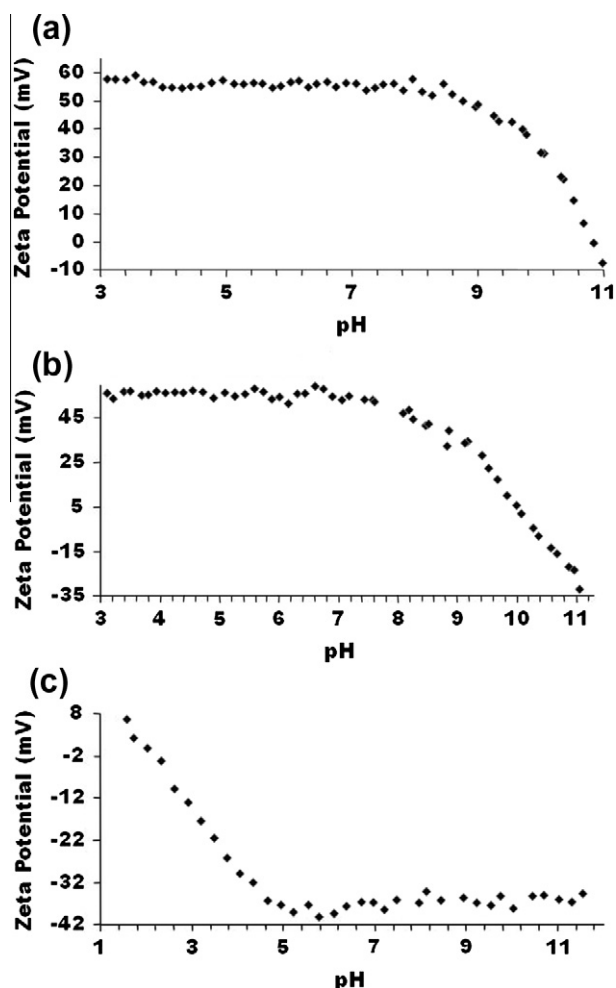 (a)
Zeta Potential (mV)
60
50
40
30
20
10
0
-10
3 5 7 9 11
pH
(b)
Zeta Potential (mV)
45
25
5
-15
-35
3 4 5 6 7 8 9 10 11
pH
(c)
Zeta Potential (mV)
8
-2
-12
-22
-32
-42
1 3 5 7 9 11
pH